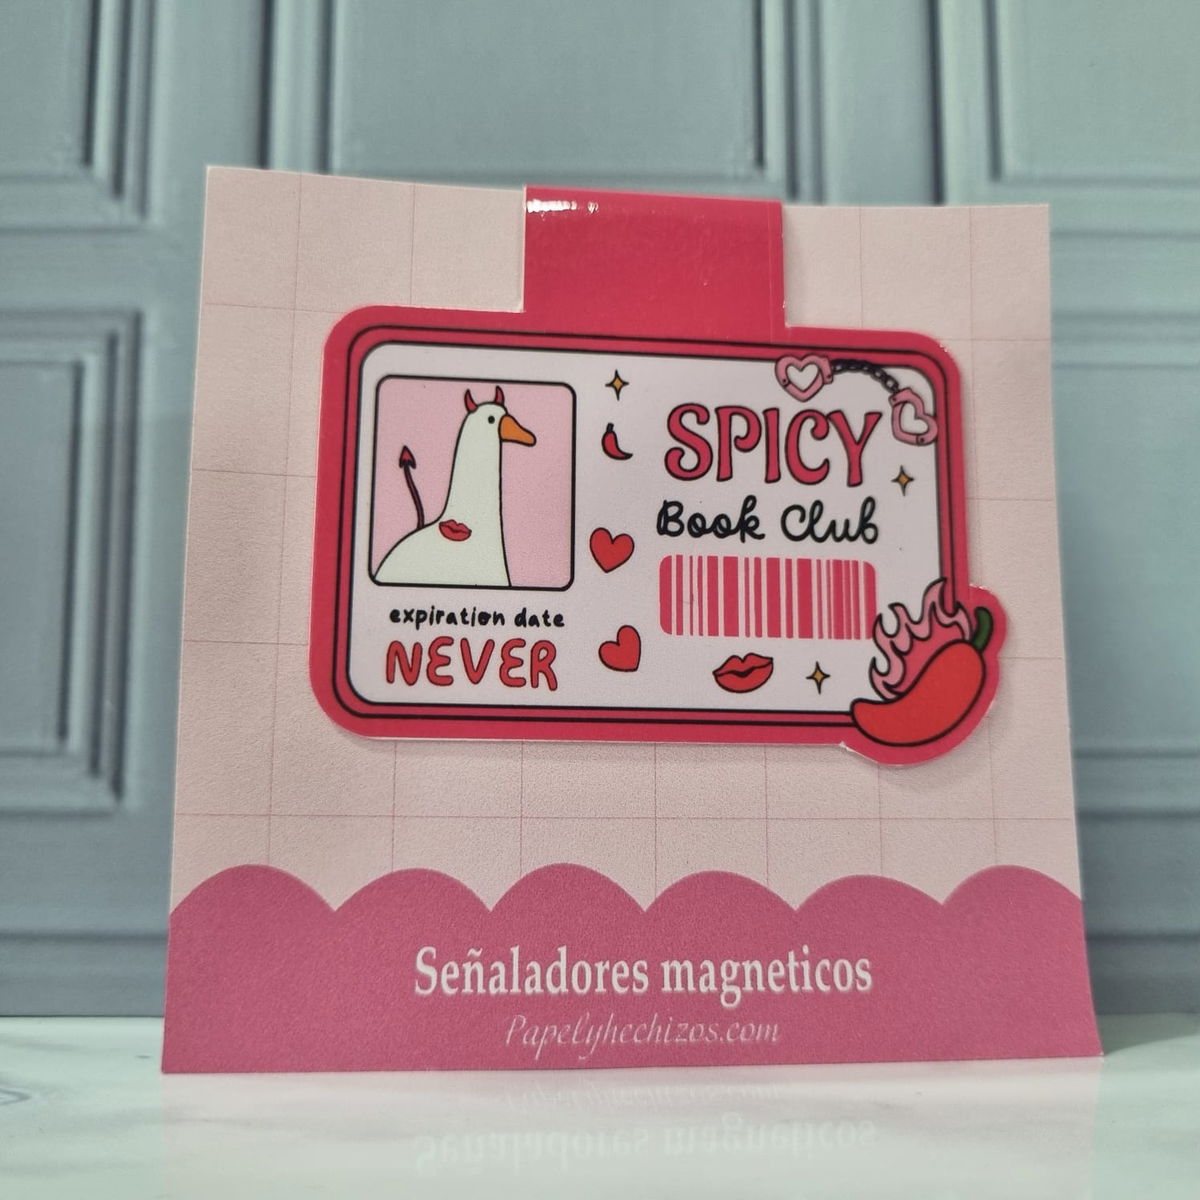 SPICY
Book Club
expiration date
NEVER
Señaladores magneticos
Papelyhechizos.com